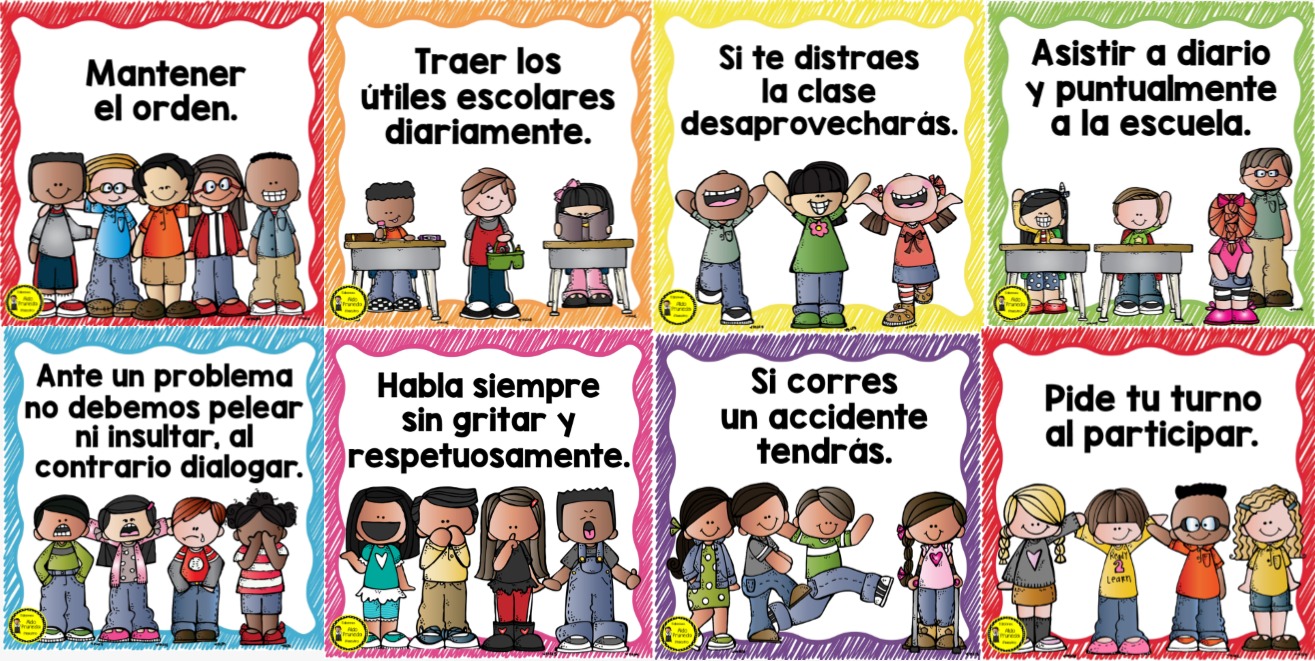 Mantener
el orden.
Traer los
útiles escolares
diariamente.
Si te distraes
la clase
desaprovecharás.
Asistir a diario
y puntualmente
a la escuela.
Ante un problema
no debemos pelear
ni insultar, al
contrario dialogar.
Habla siempre
sin gritar y
respetuosamente.
Si corres
un accidente
tendrás.
Pide tu turno
al participar.
READY
2
LEARN